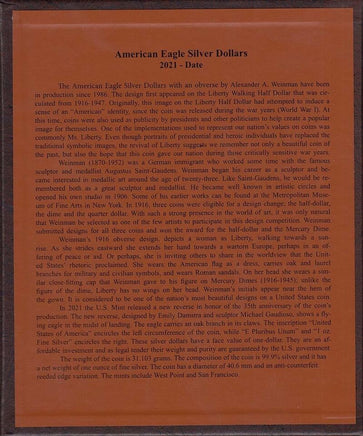 American Eagle Silver Dollars
2021 - Date
The American Eagle Silver Dollars with an obverse by Alexander A. Weinman have been
in production since 1986. The design first appeared on the Liberty Walking Half Dollar that was cir-
culated from 1916-1947. Originally, this image on the Liberty Half Dollar had attempted to induce a
sense of an "American" identity, since the coin was released during the war years (World War I). At
this time, coins were also used as publicity by presidents and other politicians to help create a popular
image for themselves. One of the implementations used to represent our nation's values on coins was
commonly Ms. Liberty. Even though portraits of presidential and heroic individuals have replaced the
traditional symbolic images, the revival of Liberty suggests we remember not only a beautiful coin of
the past, but also the hope that this coin gave our nation during those critically sensitive war years.
Weinman (1870-1952) was a German immigrant who worked some time with the famous
sculptor and medallist Augustus Saint-Gaudens. Weinman began his career as a sculptor and be-
came interested in medallic art around the age of twenty-three. Like Saint-Gaudens, he would be re-
membered both as a great sculptor and medallist. He became well known in artistic circles and
opened his own studio in 1906. Some of his earlier works can be found at the Metropolitan Muse-
um of Fine Arts in New York. In 1916, three coins were eligible for a design change; the half-dollar,
the dime and the quarter dollar. With such a strong presence in the world of art, it was only natural
that Weinman be selected as one of the few artists to participate in this design competition. Weinman
submitted designs for all three coins and won the award for the half-dollar and the Mercury Dime.
Weinman's 1916 obverse design, depicts a woman as Liberty, walking towards a sun-
rise. As she strides eastward she extends her hand towards a wartorn Europe, perhaps in an of-
fering of peace or aid. Or perhaps, she is inviting others to share in the worldview that the Unit-
ed States' rhetoric proclaimed. She wears the American flag as a dress, carries oak and laurel
branches for military and civilian symbols, and wears Roman sandals. On her head she wears a sim-
ilar close-fitting cap that Weinman gave to his figure on Mercury Dimes (1916-1945), unlike the
figure of the dime, Liberty has no wings on her head. Weinman's initials appear near the hem of
the gown. It is considered to be one of the nation's most beautiful designs on a United States coin.
In 2021 the U.S. Mint released a new reverse in honor of the 35th anniversary of the coin's
production. The new reverse, designed by Emily Damstra and sculptor Michael Gaudioso, shows a fly-
ing eagle in the midst of landing. The eagle carries an oak branch in its claws. The inscription "United
States of America" encircles the left circumference of the coin, while "E Pluribus Unum" and "1 oz.
Fine Silver" encircles the right. These silver dollars have a face value of one dollar. They are an af-
fordable investment and as legal tender their weight and purity are guaranteed by the U.S. government.
The weight of the coin is 31.103 grams. The composition of the coin is 99.9% silver and it has
a net weight of one ounce of fine silver. The coin has a diameter of 40.6 mm and an anti-counterfeit
reeded edge variation. The mints include West Point and San Francisco.